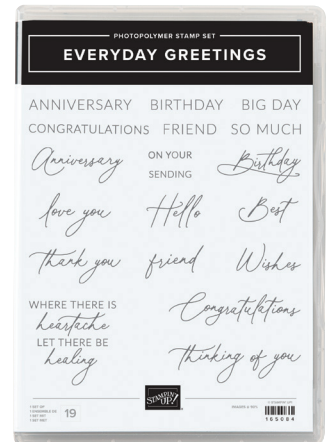 PHOTOPOLYMER STAMP SET
EVERYDAY GREETINGS
ANNIVERSARY BIRTHDAY BIG DAY
CONGRATULATIONS FRIEND SO MUCH
Anniversary ON YOUR SENDING Birthday
love you Hello Best
thank you friend Wishes
WHERE THERE IS
heartache
LET THERE BE
healing
Congratulations
Thinking of you
19
STAMPIN' UP!
165084